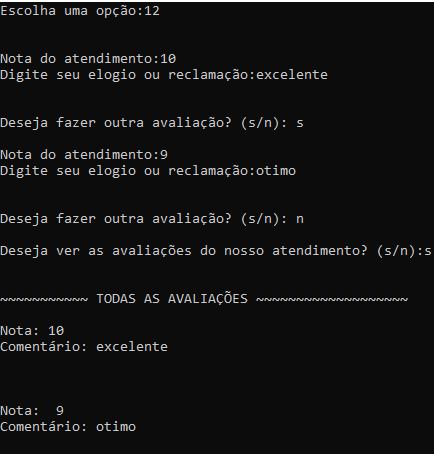 Escolha uma opção:12
Nota do atendimento:10
Digite seu elogio ou reclamação:excelente
Deseja fazer outra avaliação? (s/n): s
Nota do atendimento:9
Digite seu elogio ou reclamação:otimo
Deseja fazer outra avaliação? (s/n): n
Deseja ver as avaliações do nosso atendimento? (s/n):s
~~~~~~~~~~~ TODAS AS AVALIAÇÕES ~~~~~~~~~~~~~~~~~~~
Nota: 10
Comentário: excelente
Nota:  9
Comentário: otimo